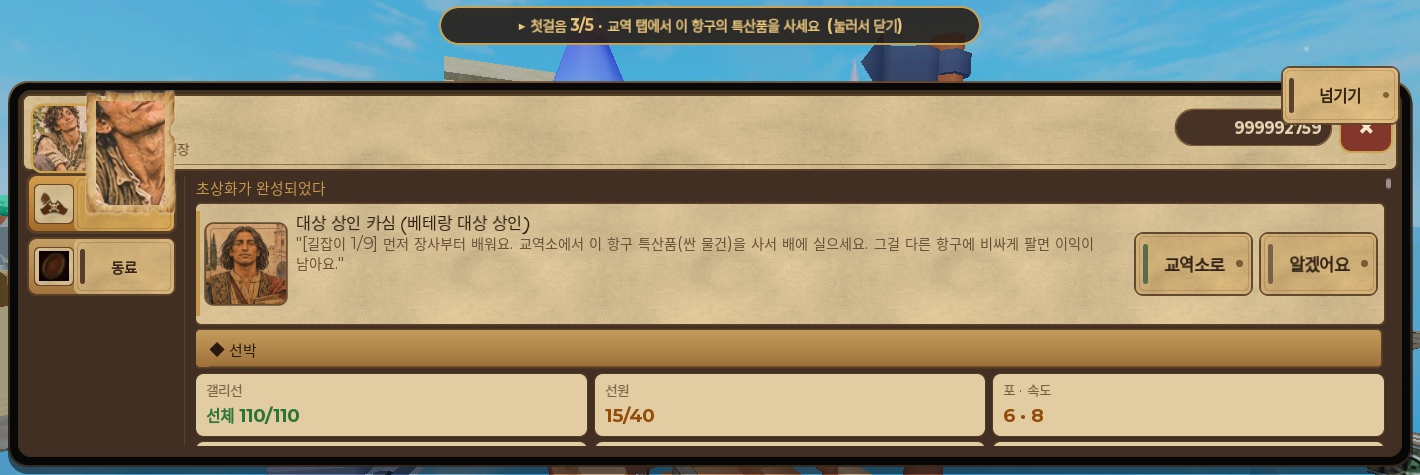 ▸ 첫걸음 3/5 · 교역 탭에서 이 항구의 특산품을 사세요 (눌러서 닫기)
넘기기
999992759
×
초상화가 완성되었다
대상 상인 카심 (베테랑 대상 상인)
"[길잡이 1/9] 먼저 장사부터 배워요. 교역소에서 이 항구 특산품(싼 물건)을 사서 배에 실으세요. 그걸 다른 항구에 비싸게 팔면 이익이
남아요."
교역소로
알겠어요
동료
◆ 선박
갤리선
선체 110/110
선원
15/40
포 · 속도
6 · 8